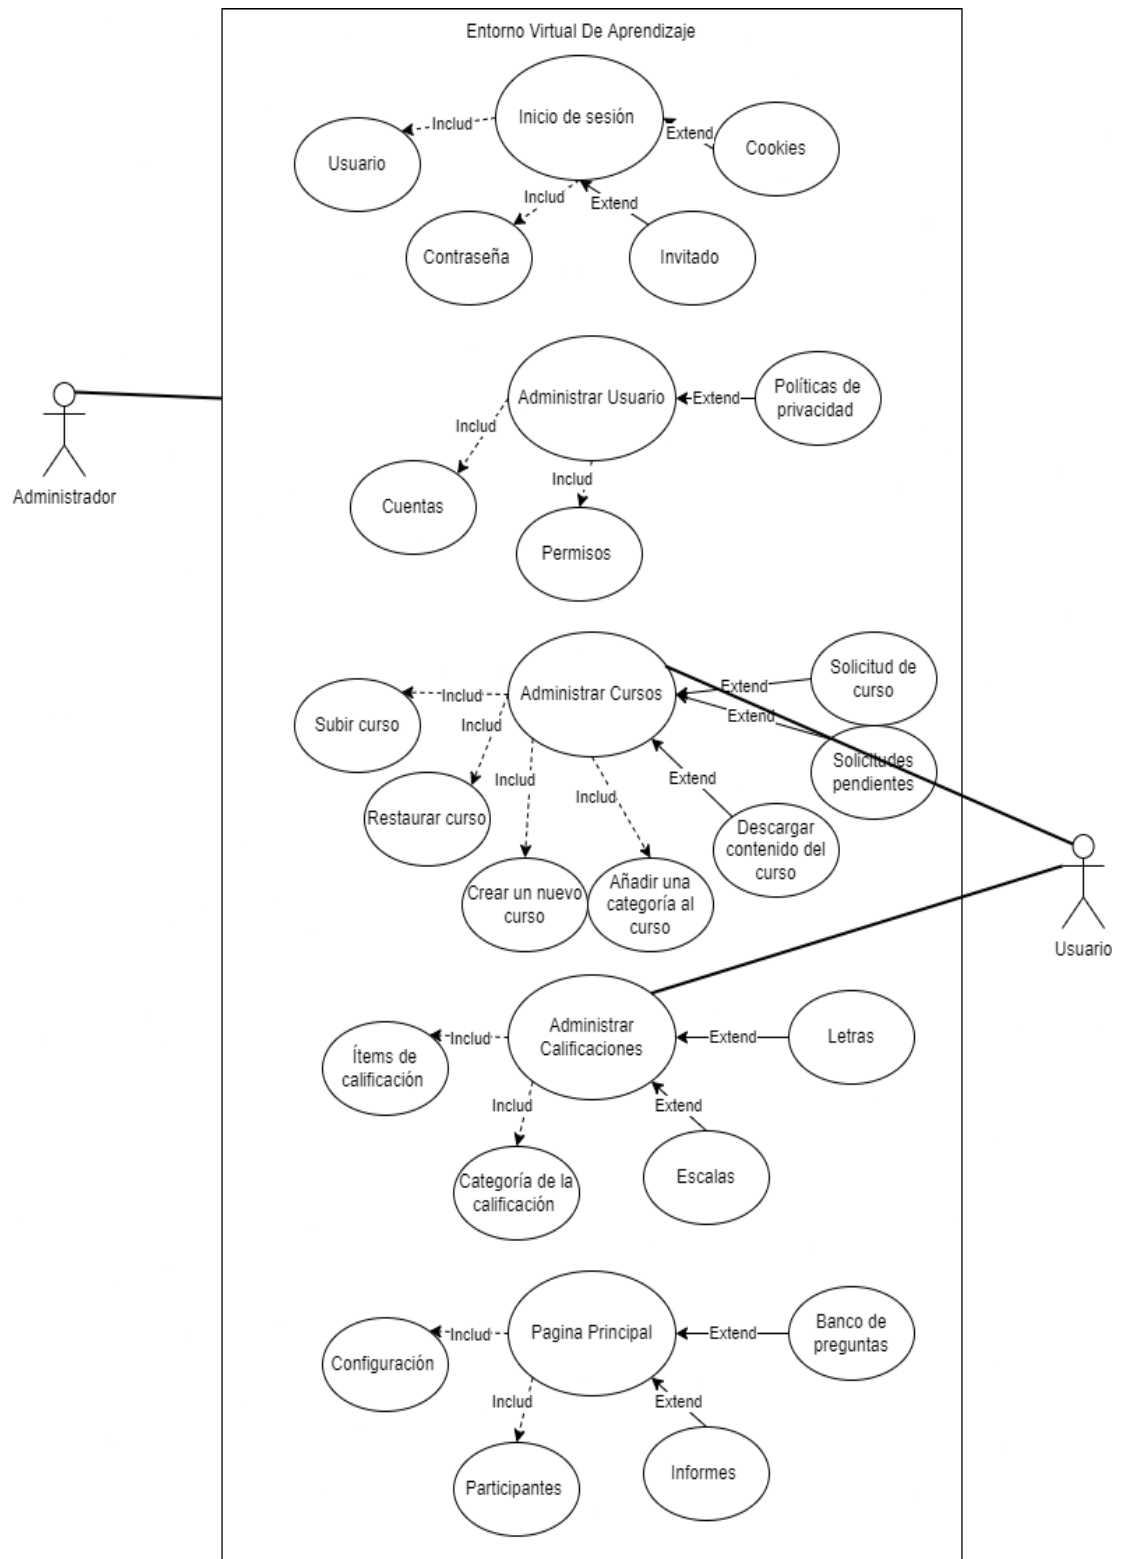 Entorno Virtual De Aprendizaje
Inicio de sesión
Includ
Extend
Cookies
Usuario
Includ
Extend
Contraseña
Invitado
Administrar Usuario
Extend
Políticas de
privacidad
Includ
Includ
Cuentas
Permisos
Administrador
Administrar Cursos
Extend
Solicitud de
curso
Includ
Extend
Subir curso
Includ
Solicitudes
pendientes
Includ
Extend
Includ
Restaurar curso
Descargar
contenido del
curso
Crear un nuevo
curso
Añadir una
categoría al
curso
Usuario
Administrar
Calificaciones
Includ
Extend
Letras
Ítems de
calificación
Includ
Extend
Categoría de la
calificación
Escalas
Pagina Principal
Includ
Extend
Banco de
preguntas
Configuración
Includ
Extend
Participantes
Informes